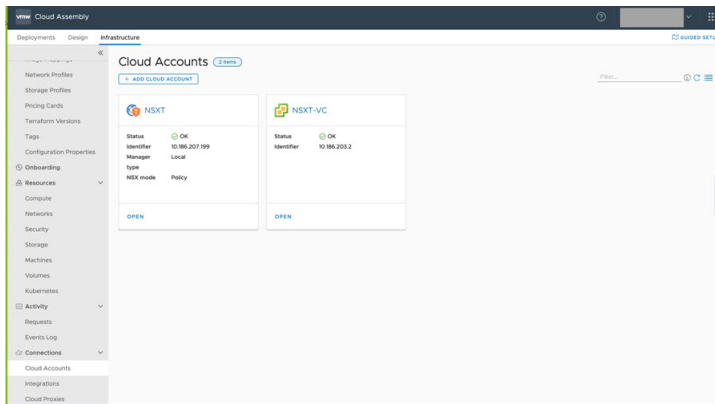 vmw Cloud Assembly
Deployments Design Infrastructure
GUIDED SETU
«
Network Profiles
Storage Profiles
Pricing Cards
Terraform Versions
Tags
Configuration Properties
Onboarding
Resources
Compute
Networks
Security
Storage
Machines
Volumes
Kubernetes
Activity
Requests
Events Log
Connections
Cloud Accounts
Integrations
Cloud Proxies
Cloud Accounts 2 items
+ ADD CLOUD ACCOUNT
Filter...
NSXT
Status OK
Identifier 10.186.207.199
Manager Local
type
NSX mode Policy
OPEN
NSXT-VC
Status OK
Identifier 10.186.203.2
OPEN